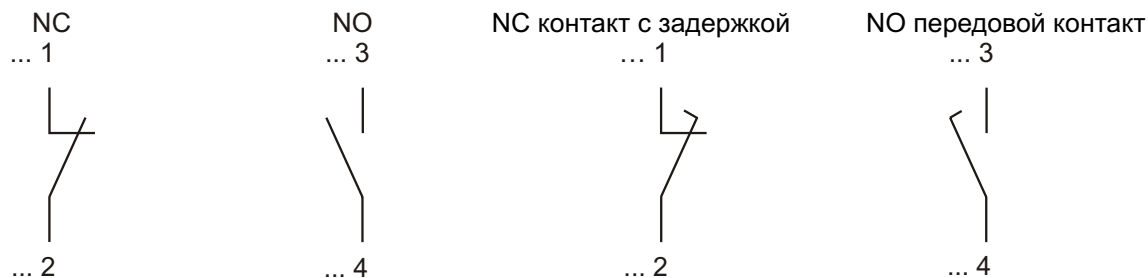 NC NO NC контакт с задержкой NO передовой контакт
... 1 ... 3 ... 1 ... 3
... 2 ... 4 ... 2 ... 4